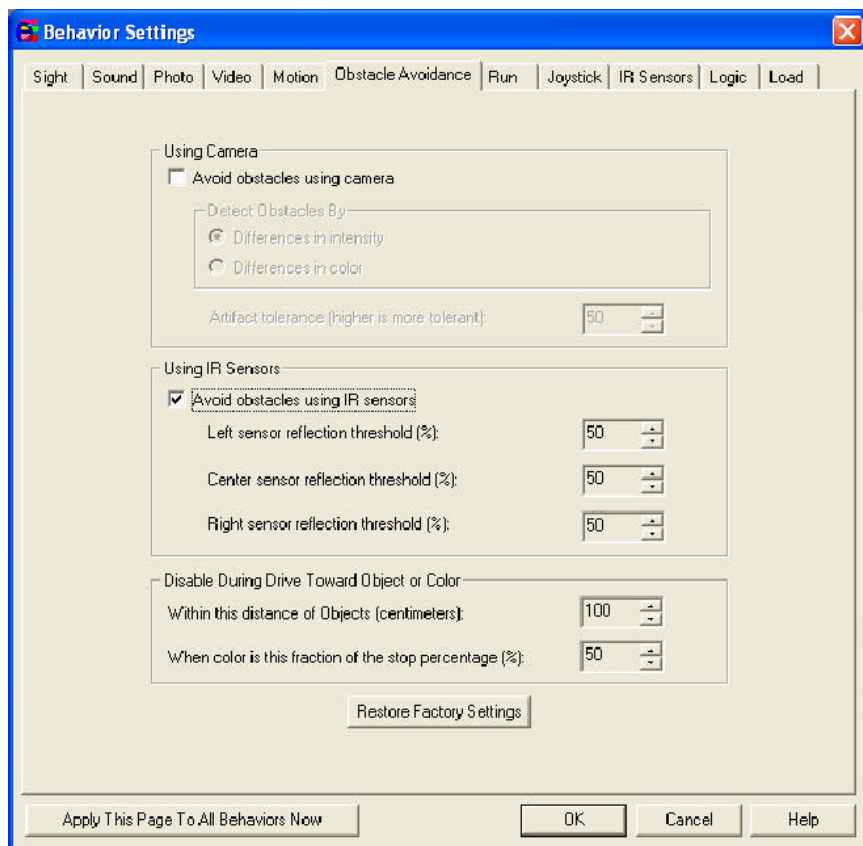 Behavior Settings
Sight Sound Photo Video Motion Obstacle Avoidance Run Joystick IR Sensors Logic Load
Using Camera
Avoid obstacles using camera
Detect Obstacles By
Differences in intensity
Differences in color
Artifact tolerance (higher is more tolerant): 50
Using IR Sensors
Avoid obstacles using IR sensors
Left sensor reflection threshold (%): 50
Center sensor reflection threshold (%): 50
Right sensor reflection threshold (%): 50
Disable During Drive Toward Object or Color
Within this distance of Objects (centimeters): 100
When color is this fraction of the stop percentage (%): 50
Restore Factory Settings
Apply This Page To All Behaviors Now OK Cancel Help